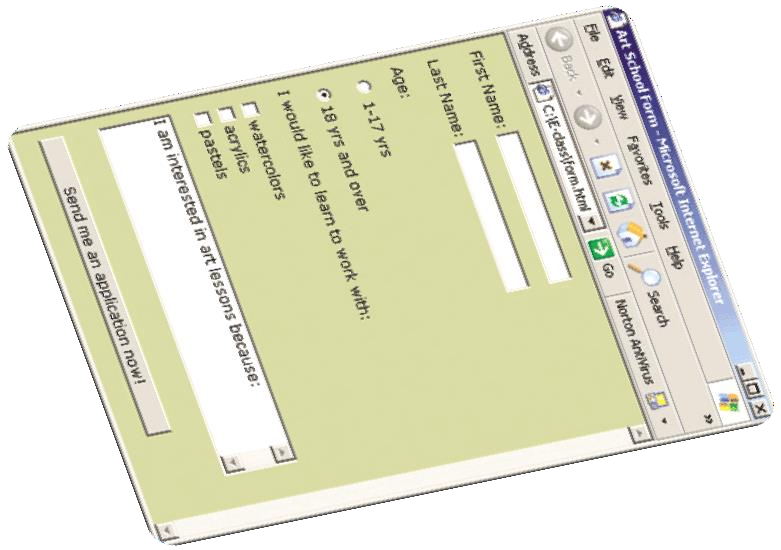 Art School Form - Microsoft Internet Explorer
File Edit View Favorites Tools Help
Back Search Norton AntiVirus »
Address C:\E-class\form.html Go
First Name:
Last Name:
Age:
1-17 yrs
18 yrs and over
I would like to learn to work with:
watercolors
acrylics
pastels
I am interested in art lessons because:
Send me an application now!